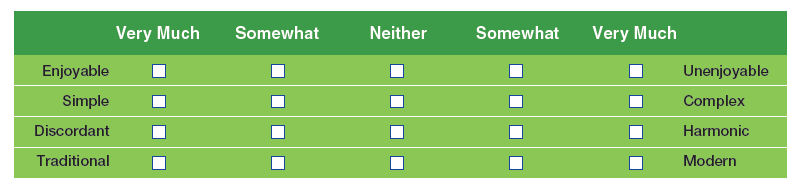 Very Much Somewhat Neither Somewhat Very Much
Enjoyable Unenjoyable
Simple Complex
Discordant Harmonic
Traditional Modern